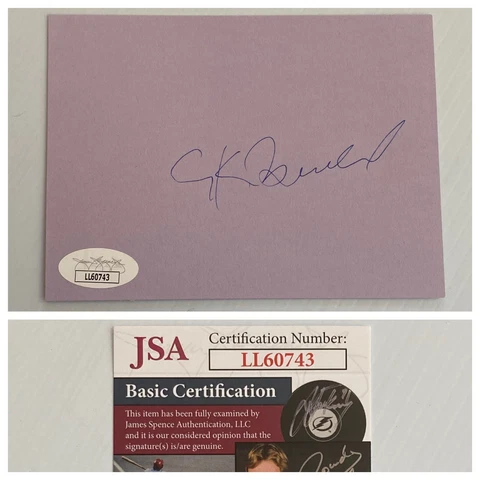 LL60743
JSA
Certification Number:
LL60743
Basic Certification
This item has been fully examined by
James Spence Authentication, LLC
and it is our considered opinion that the
signature(s) is/are genuine.